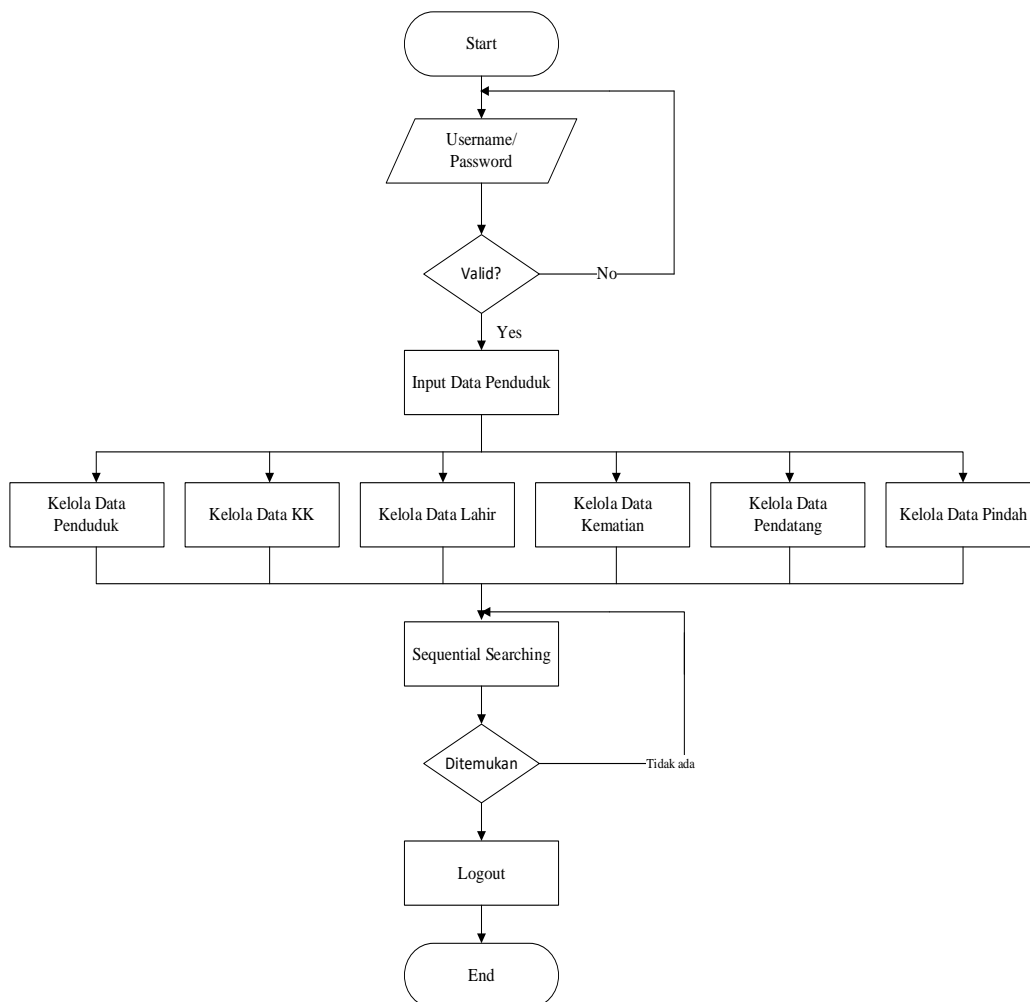 Start
Username/
Password
Valid?
No
Yes
Input Data Penduduk
Kelola Data
Penduduk
Kelola Data KK
Kelola Data Lahir
Kelola Data
Kematian
Kelola Data
Pendatang
Kelola Data Pindah
Sequential Searching
Ditemukan
Tidak ada
Logout
End